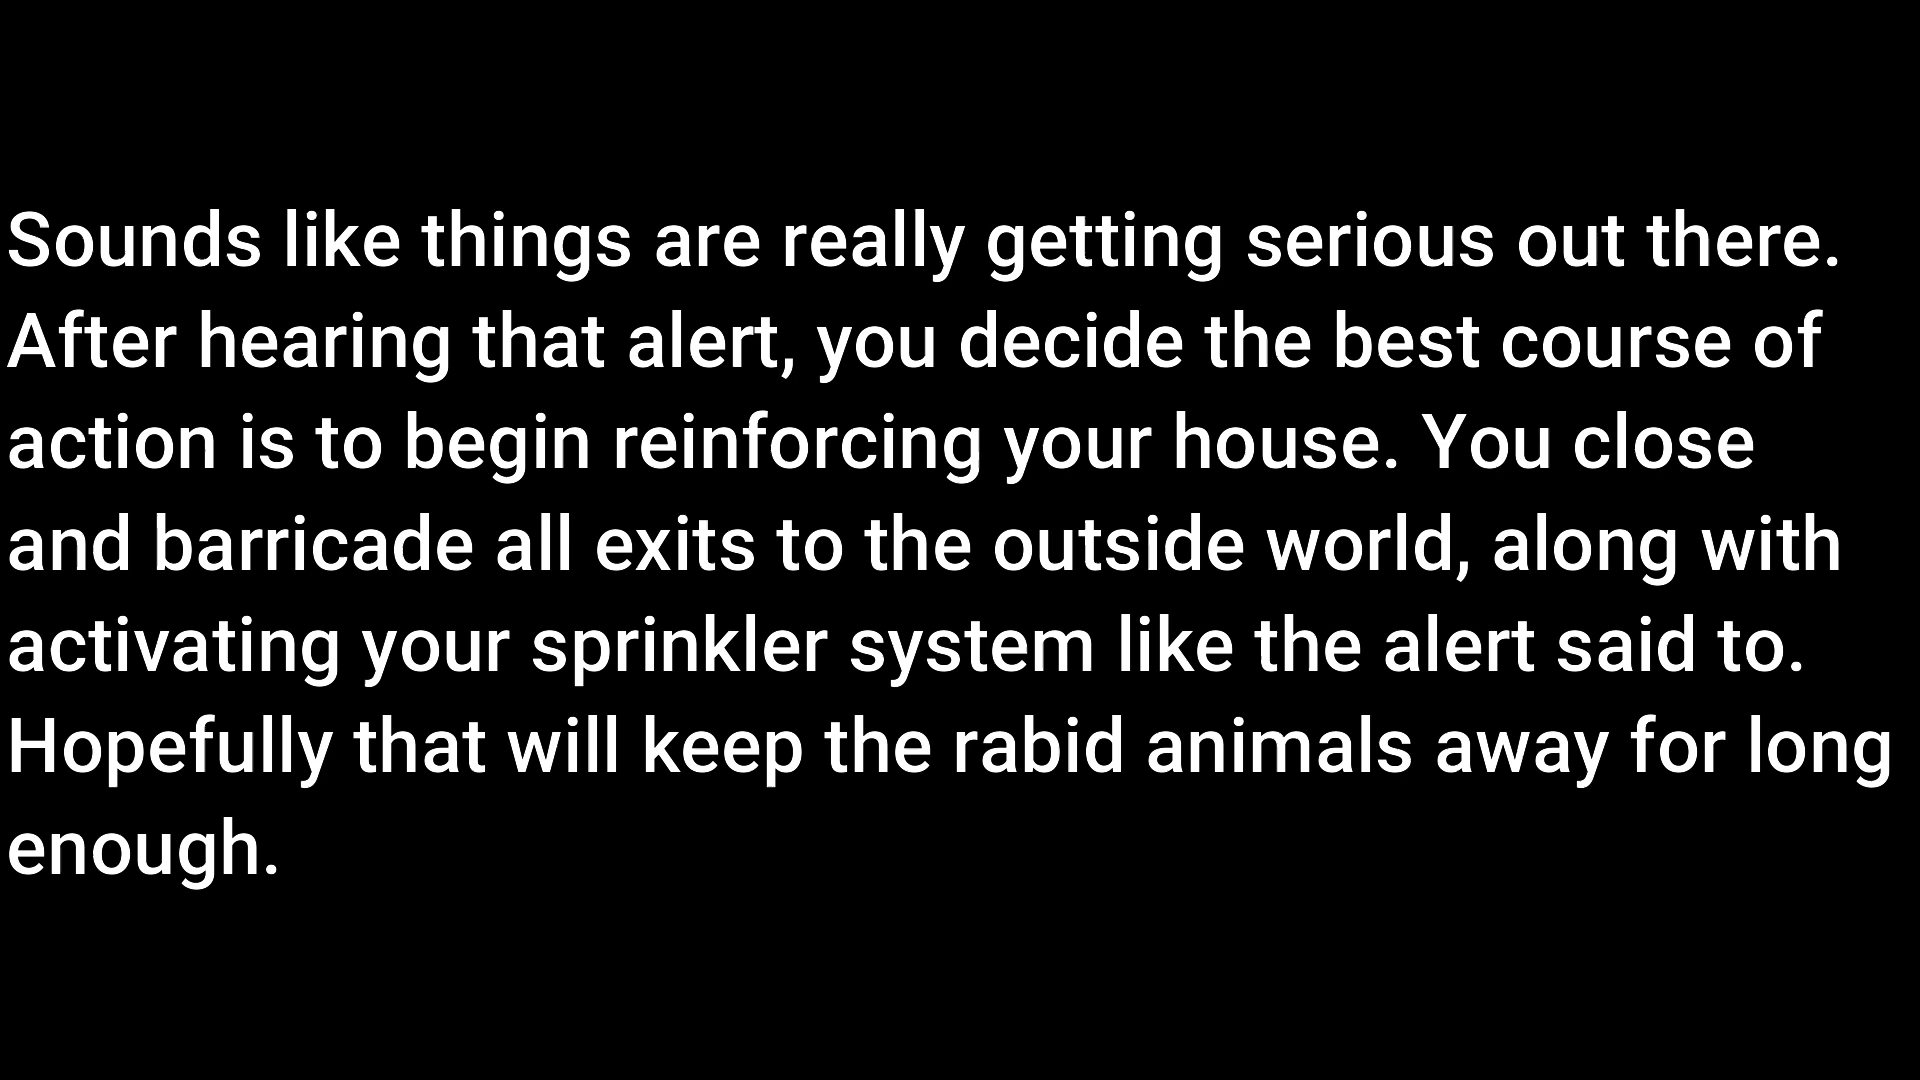 Sounds like things are really getting serious out there.
After hearing that alert, you decide the best course of
action is to begin reinforcing your house. You close
and barricade all exits to the outside world, along with
activating your sprinkler system like the alert said to.
Hopefully that will keep the rabid animals away for long
enough.